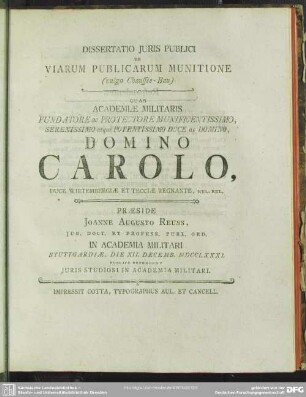 DISSERTATIO JURIS PUBLICI
DE
VIARUM PUBLICARUM MUNITIONE
(vulgo Chaussée-Bau)
QUAM
ACADEMIÆ MILITARIS
FUNDATORE ac PROTECTORE MUNIFICENTISSIMO,
SERENISSIMO atque POTENTISSIMO DUCE ac DOMINO,
DOMINO
CAROLO,
DUCE WIRTEMBERGIÆ ET TECCIÆ REGNANTE, REL. REL.
PRÆSIDE
JOANNE AUGUSTO REUSS,
JUR. DOCT. ET PROFESS. PUBL. ORD.
IN ACADEMIA MILITARI
STUTTGARDIÆ, DIE XII. DECEMB. MDCCLXXXI.
PUBLICE DEFENDENT
JURIS STUDIOSI IN ACADEMIA MILITARI.
IMPRESSIT COTTA, TYPOGRAPHUS AUL. ET CANCELL.